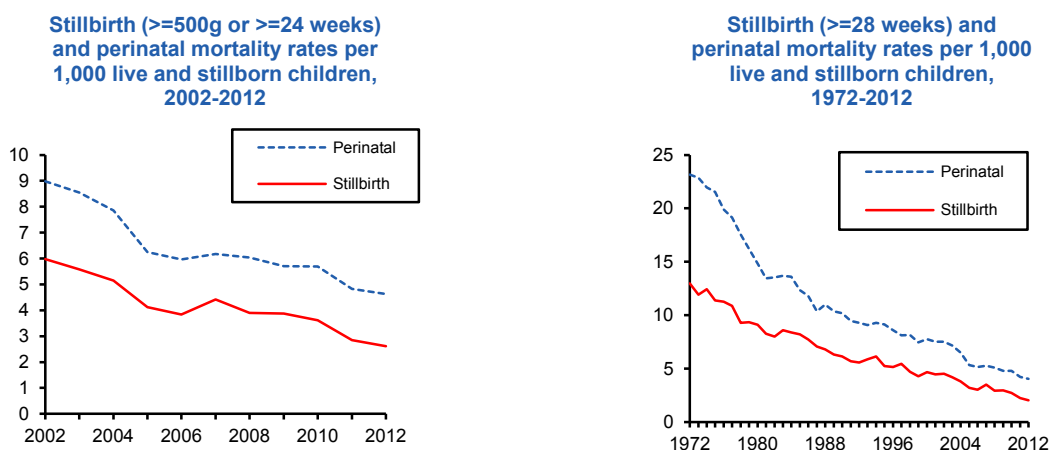 Stillbirth (>=500g or >=24 weeks)
and perinatal mortality rates per
1,000 live and stillborn children,
2002-2012
Perinatal
Stillbirth
10
9
8
7
6
5
4
3
2
1
0
2002 2004 2006 2008 2010 2012
Stillbirth (>=28 weeks) and
perinatal mortality rates per 1,000
live and stillborn children,
1972-2012
Perinatal
Stillbirth
25
20
15
10
5
0
1972 1980 1988 1996 2004 2012